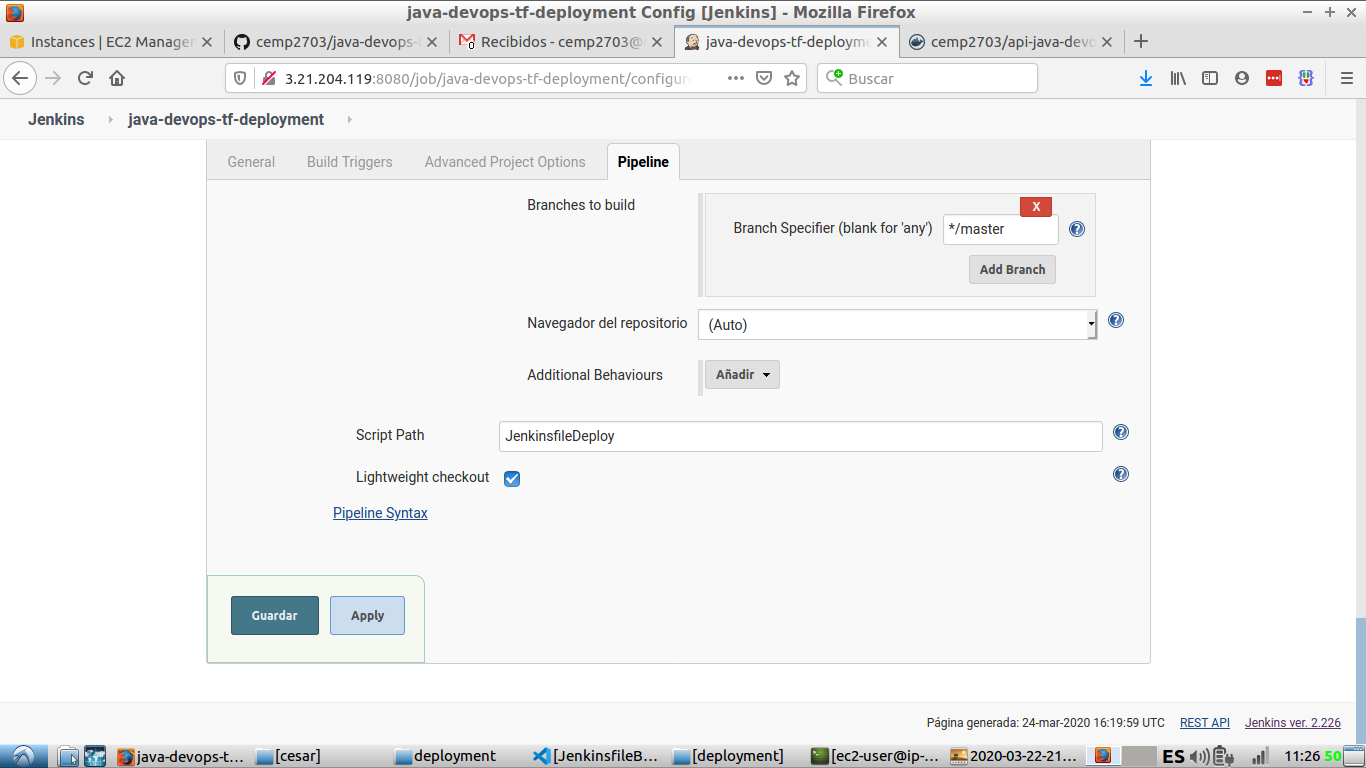 java-devops-tf-deployment Config [Jenkins] - Mozilla Firefox
Instances | EC2 Manager
cemp2703/java-devops-
Recibidos - cemp2703@
java-devops-tf-deployme
cemp2703/api-java-devo
3.21.204.119:8080/job/java-devops-tf-deployment/configure
Buscar
Jenkins
java-devops-tf-deployment
General
Build Triggers
Advanced Project Options
Pipeline
Branches to build
X
Branch Specifier (blank for 'any')
*/master
Add Branch
Navegador del repositorio
(Auto)
Additional Behaviours
Añadir
Script Path
JenkinsfileDeploy
Lightweight checkout
Pipeline Syntax
Guardar
Apply
Página generada: 24-mar-2020 16:19:59 UTC
REST API
Jenkins ver. 2.226
java-devops-t...
[cesar]
deployment
[JenkinsfileB...
[deployment]
[ec2-user@ip-...
2020-03-22-21...
ES
11:26
50